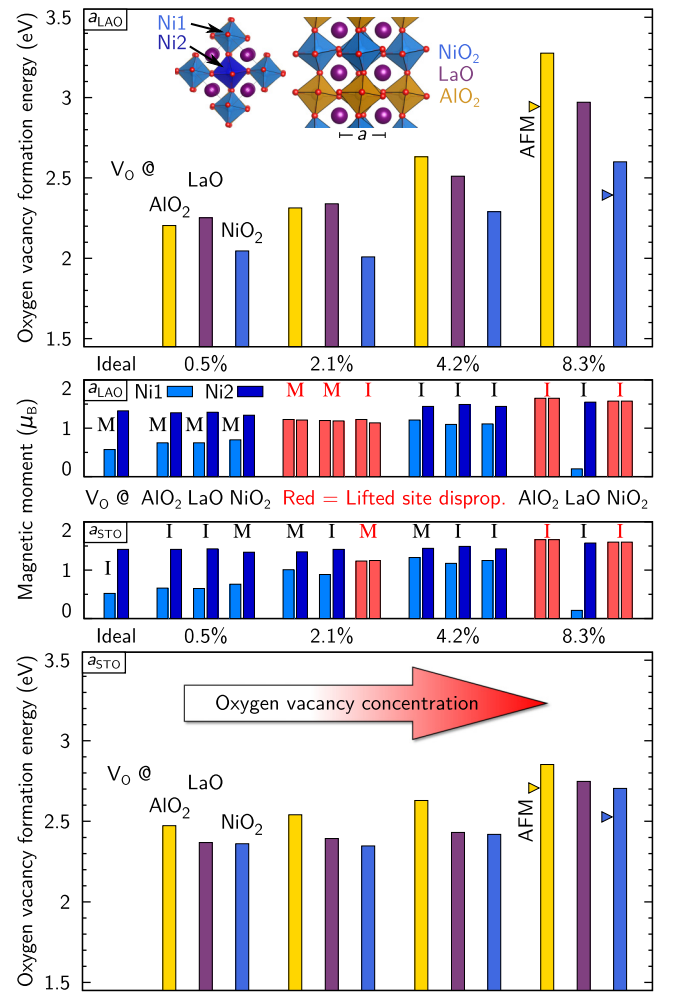 a_LAO
Ni1
Ni2
NiO₂
LaO
AlO₂
a
Oxygen vacancy formation energy (eV)
3.5
3
2.5
2
1.5
V_O @
AlO₂
LaO
NiO₂
AFM
Ideal 0.5% 2.1% 4.2% 8.3%
Magnetic moment (μ_B)
a_LAO Ni1 Ni2
2
1
0
M M M M M M I I I I I I I
V_O @ AlO₂ LaO NiO₂ Red = Lifted site disprop. AlO₂ LaO NiO₂
a_STO
2
1
0
I I I M M I M M I I I I I
Ideal 0.5% 2.1% 4.2% 8.3%
a_STO
Oxygen vacancy formation energy (eV)
3.5
3
2.5
2
1.5
Oxygen vacancy concentration
V_O @
AlO₂
LaO
NiO₂
AFM